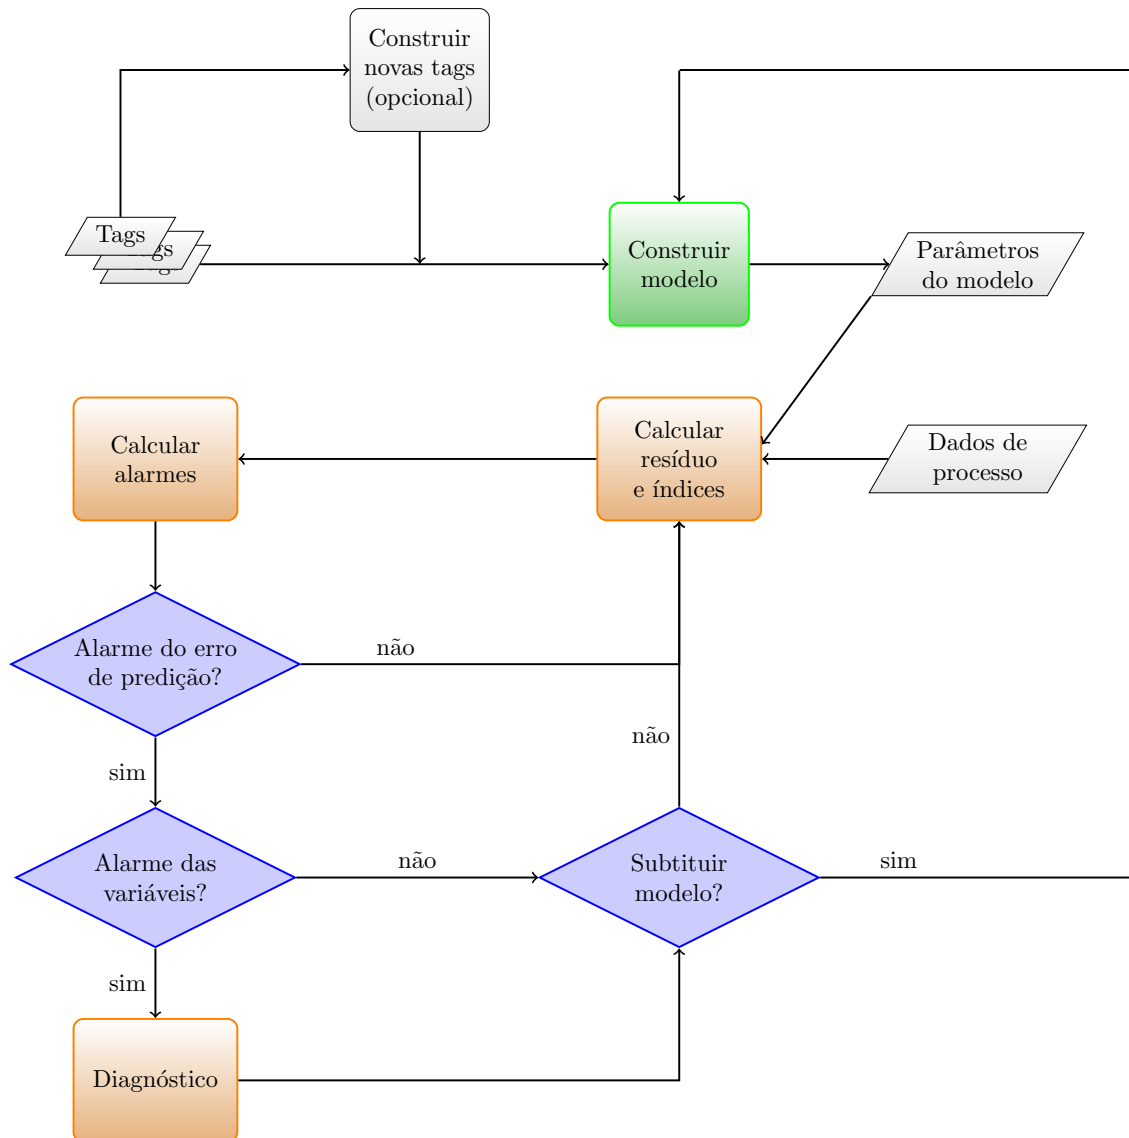 Construir
novas tags
(opcional)
Tags
Tags
Construir
modelo
Parâmetros
do modelo
Calcular
alarmes
Calcular
resíduo
e índices
Dados de
processo
Alarme do erro
de predição?
não
não
sim
Alarme das
variáveis?
não
Subtituir
modelo?
sim
sim
Diagnóstico